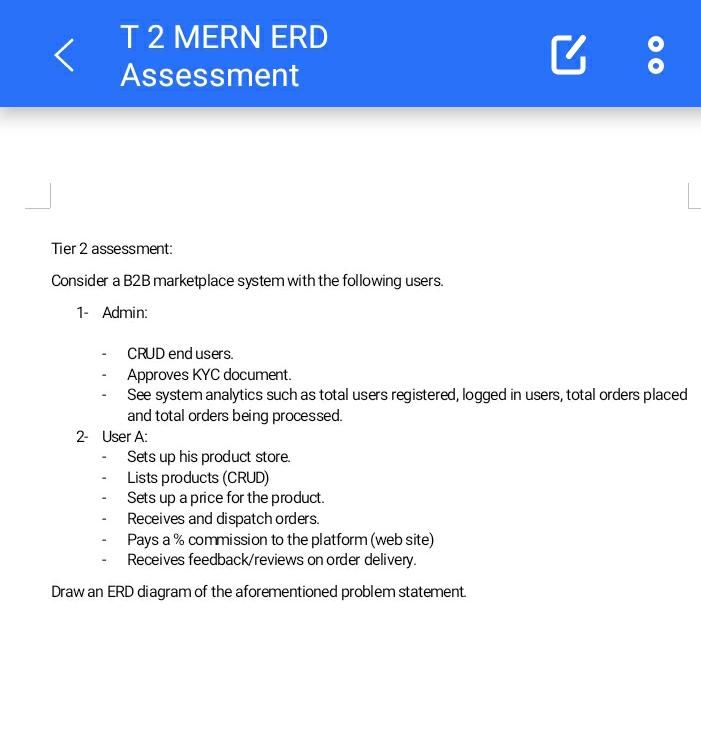 T 2 MERN ERD
Assessment
Tier 2 assessment:
Consider a B2B marketplace system with the following users.
1- Admin:
- CRUD end users.
- Approves KYC document.
- See system analytics such as total users registered, logged in users, total orders placed
and total orders being processed.
2- User A:
- Sets up his product store.
- Lists products (CRUD)
- Sets up a price for the product.
- Receives and dispatch orders.
- Pays a % commission to the platform (web site)
- Receives feedback/reviews on order delivery.
Draw an ERD diagram of the aforementioned problem statement.